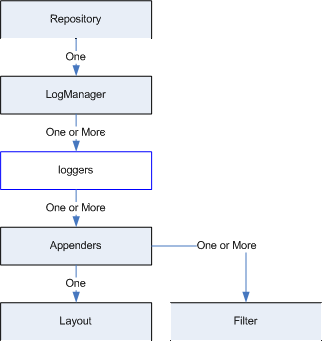 Repository
One
LogManager
One or More
loggers
One or More
Appenders
One or More
One
Layout
Filter